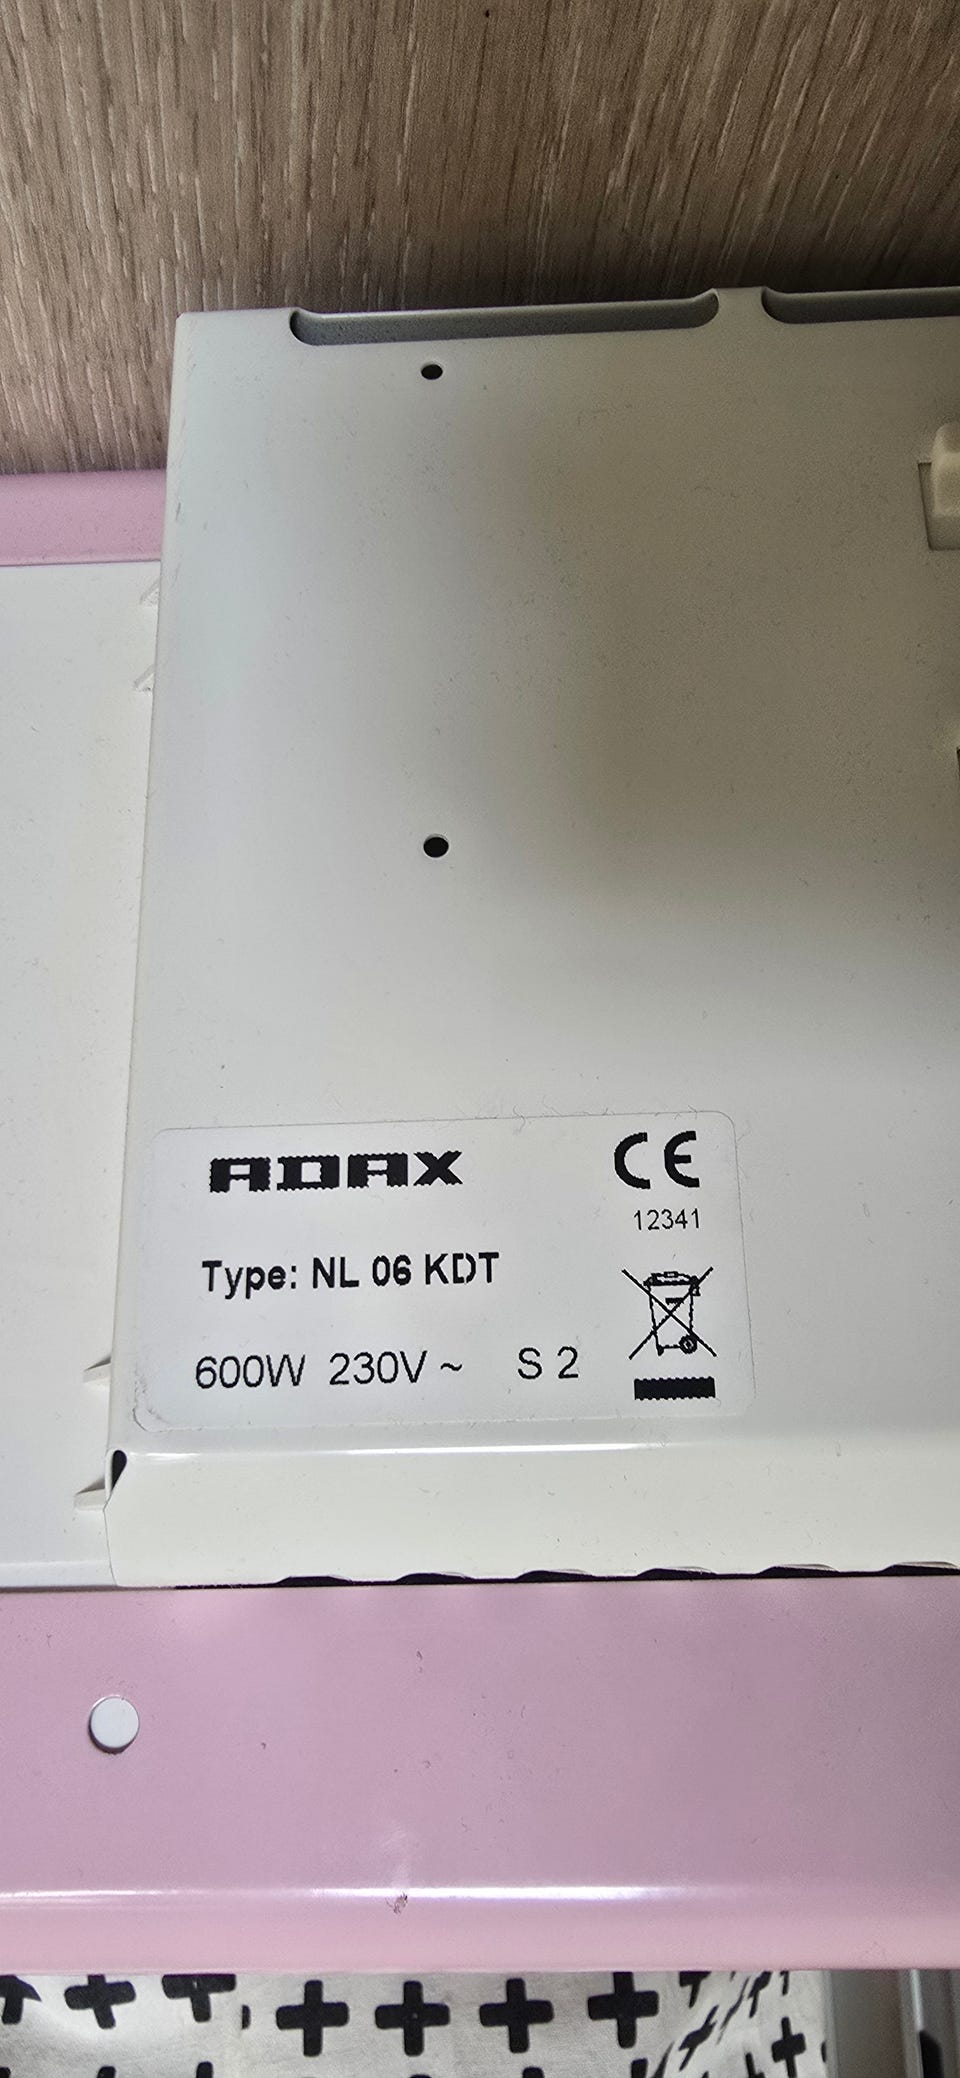 ADAX
CE
12341
Type: NL 06 KDT
600W 230V ~ S 2